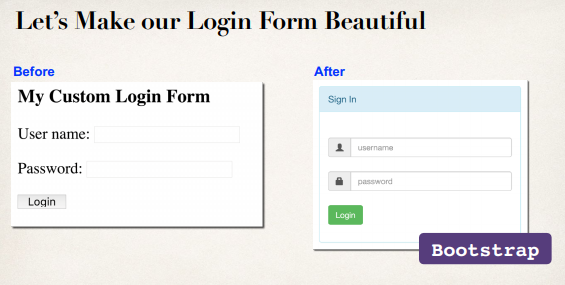 Let's Make our Login Form Beautiful
Before
My Custom Login Form
User name:
Password:
Login
After
Sign In
username
password
Login
Bootstrap